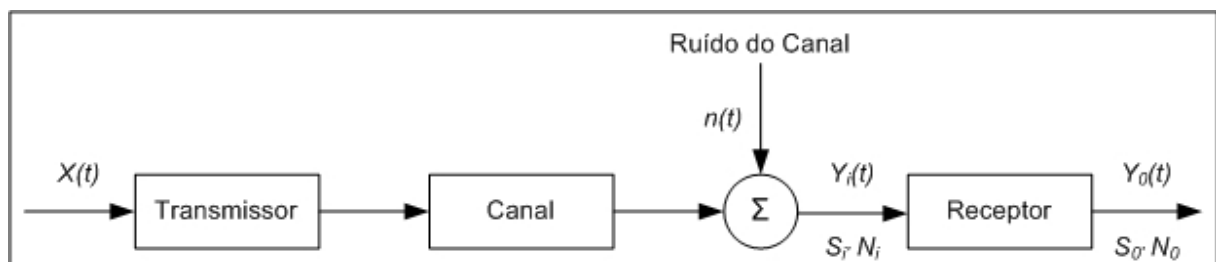 Ruído do Canal
n(t)
X(t)
Transmissor
Canal
Σ
Yi(t)
Si, Ni
Receptor
Y0(t)
S0, N0